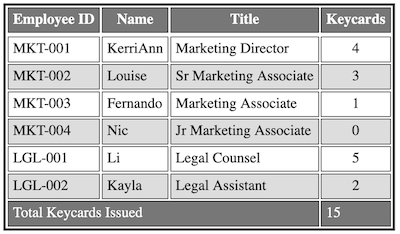 Employee ID Name Title Keycards
MKT-001 KerriAnn Marketing Director 4
MKT-002 Louise Sr Marketing Associate 3
MKT-003 Fernando Marketing Associate 1
MKT-004 Nic Jr Marketing Associate 0
LGL-001 Li Legal Counsel 5
LGL-002 Kayla Legal Assistant 2
Total Keycards Issued 15